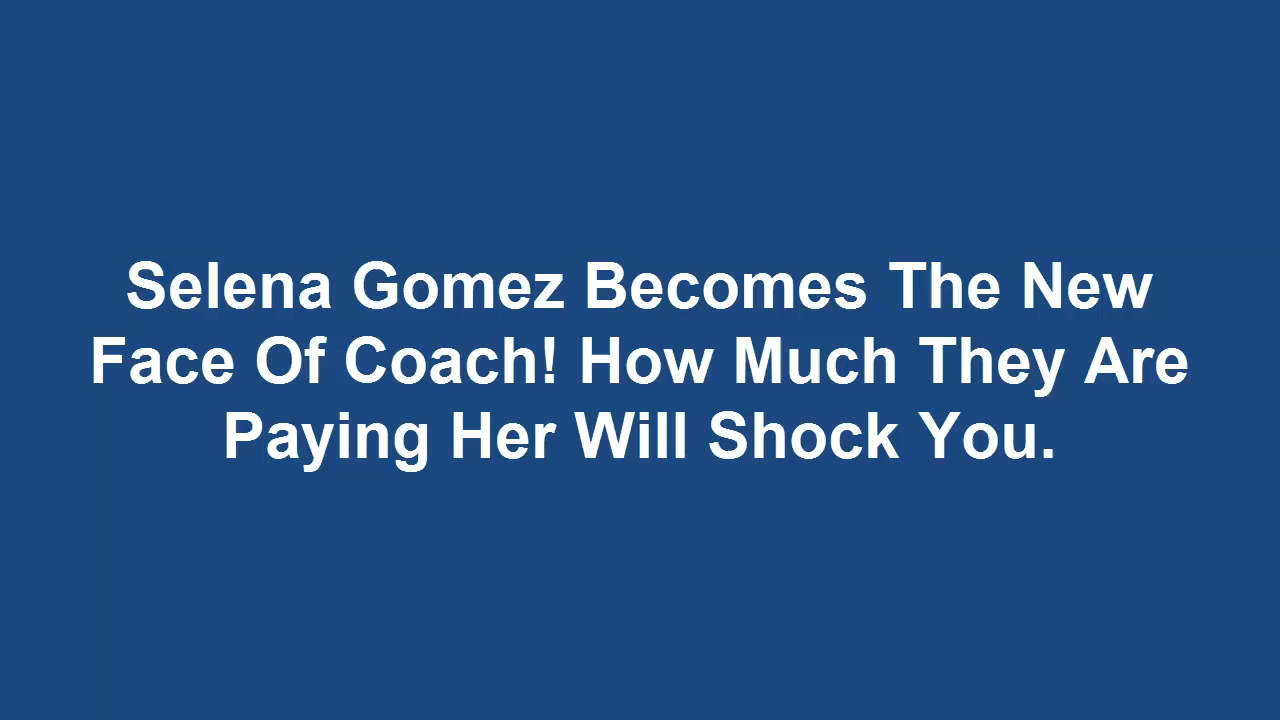 Selena Gomez Becomes The New
Face Of Coach! How Much They Are
Paying Her Will Shock You.